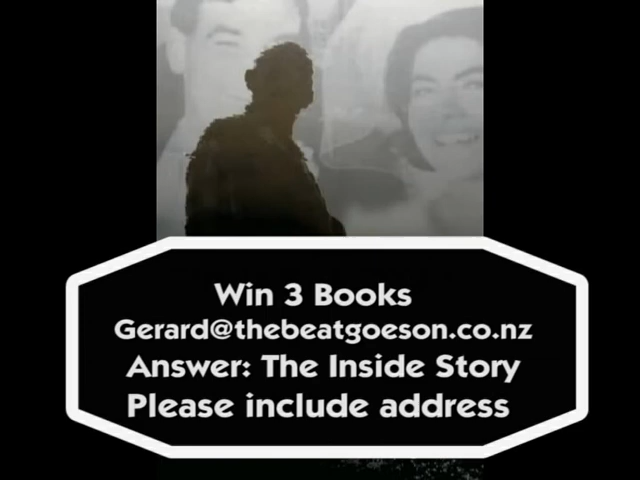 Win 3 Books
Gerard@thebeatgoeson.co.nz
Answer: The Inside Story
Please include address